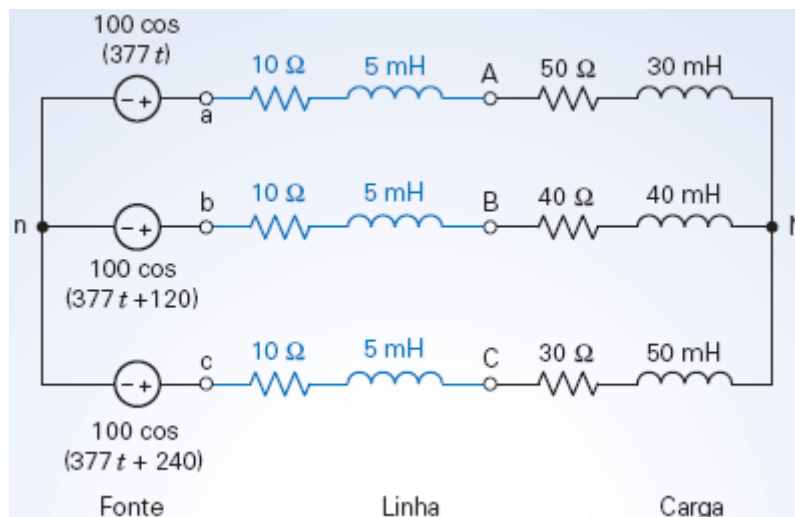 100 cos
(377 t)
10 Ω
5 mH
A
50 Ω
30 mH
a
b
10 Ω
5 mH
B
40 Ω
40 mH
n
100 cos
(377 t +120)
c
10 Ω
5 mH
C
30 Ω
50 mH
100 cos
(377 t + 240)
Fonte
Linha
Carga